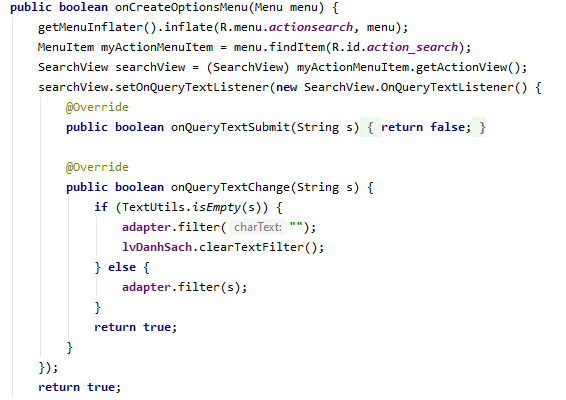 public boolean onCreateOptionsMenu(Menu menu) {
    getMenuInflater().inflate(R.menu.actionsearch, menu);
    MenuItem myActionMenuItem = menu.findItem(R.id.action_search);
    SearchView searchView = (SearchView) myActionMenuItem.getActionView();
    searchView.setOnQueryTextListener(new SearchView.OnQueryTextListener() {
        @Override
        public boolean onQueryTextSubmit(String s) { return false; }

        @Override
        public boolean onQueryTextChange(String s) {
            if (TextUtils.isEmpty(s)) {
                adapter.filter( charText: "");
                lvDanhSach.clearTextFilter();
            } else {
                adapter.filter(s);
            }
            return true;
        }
    });
    return true;